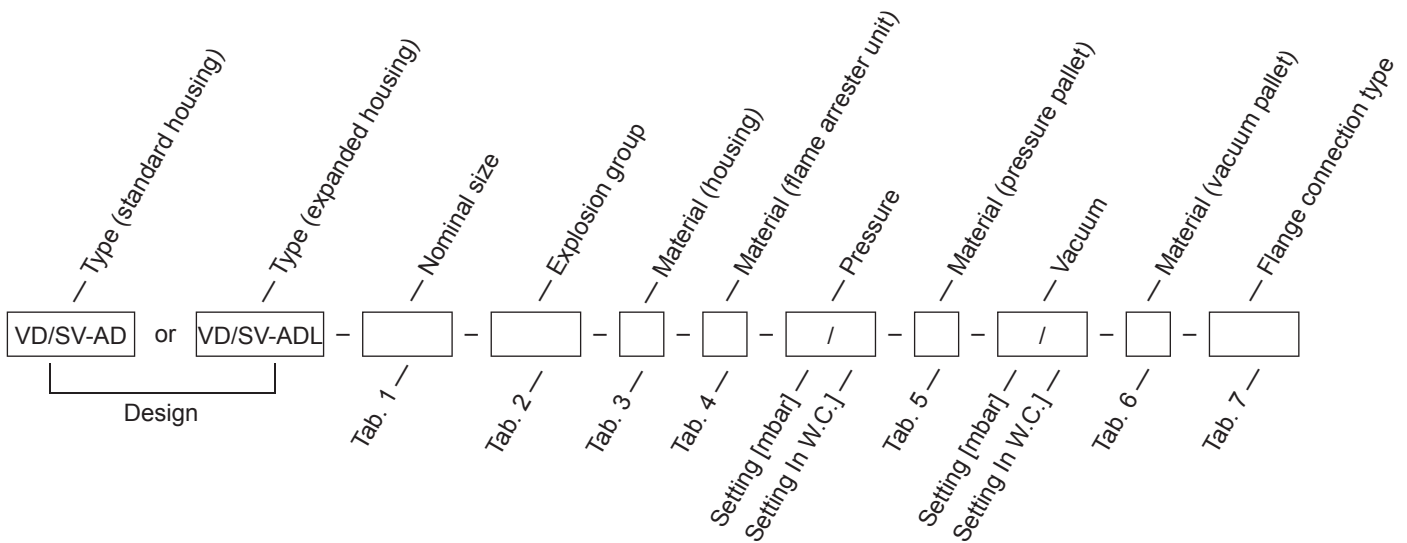 Type (standard housing)
Type (expanded housing)
Nominal size
Explosion group
Material (housing)
Material (flame arrester unit)
Pressure
Material (pressure pallet)
Vacuum
Material (vacuum pallet)
Flange connection type
VD/SV-AD or VD/SV-ADL – – – – – / – – / – –
Design
Tab. 1
Tab. 2
Tab. 3
Tab. 4
Setting [mbar]
Setting In W.C.]
Tab. 5
Setting [mbar]
Setting In W.C.]
Tab. 6
Tab. 7